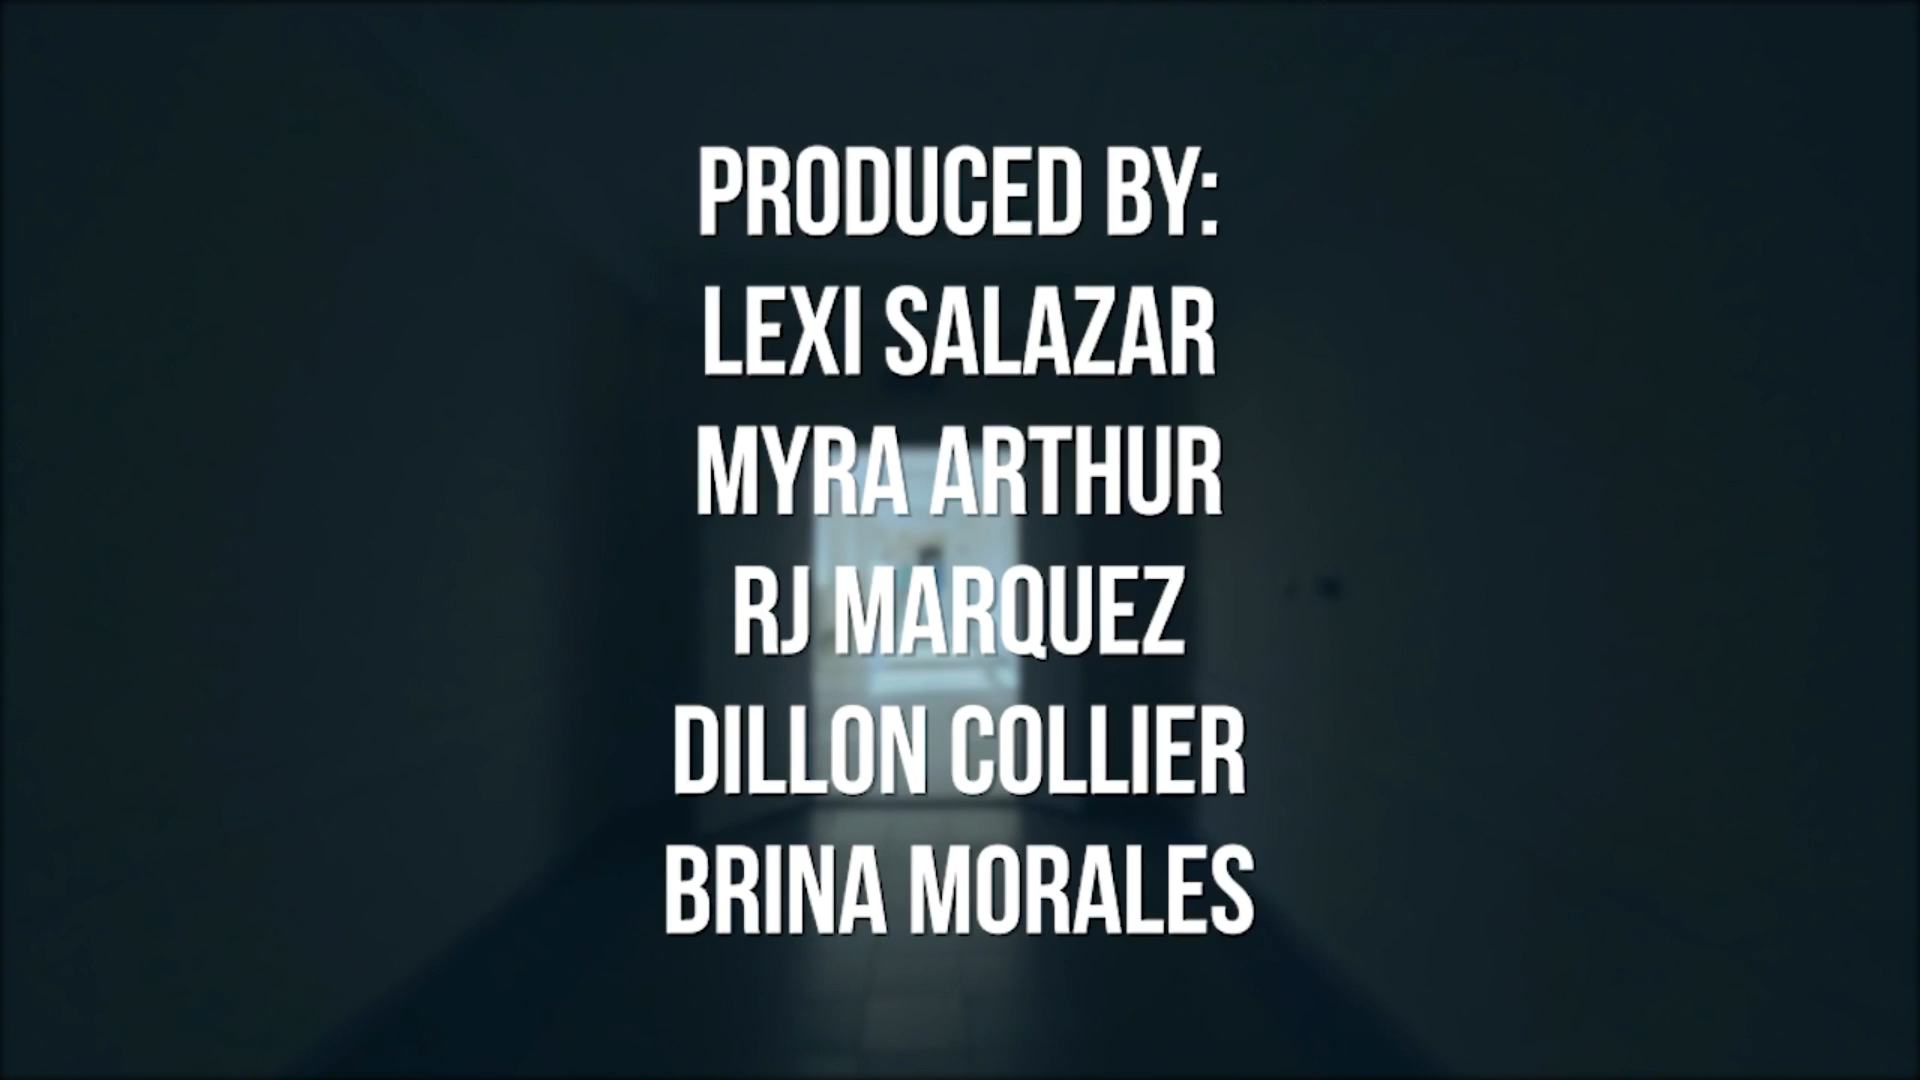 PRODUCED BY:
LEXI SALAZAR
MYRA ARTHUR
RJ MARQUEZ
DILLON COLLIER
BRINA MORALES